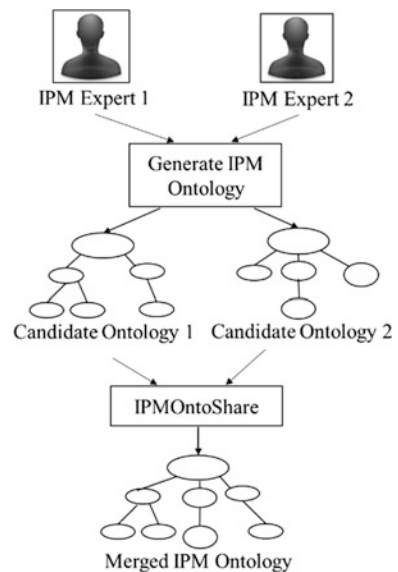 IPM Expert 1
IPM Expert 2
Generate IPM
Ontology
Candidate Ontology 1
Candidate Ontology 2
IPMOntoShare
Merged IPM Ontology